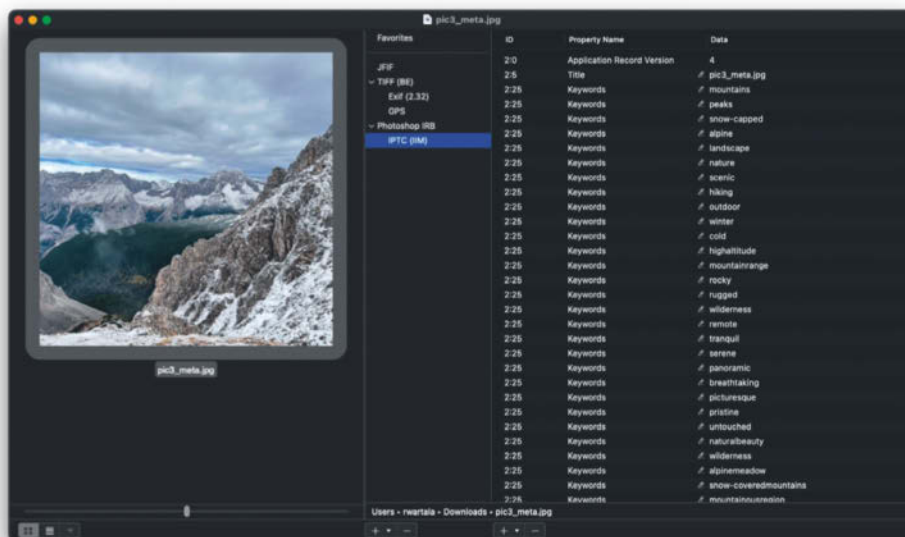 pic3_meta.jpg
pic3_meta.jpg
Favorites
JFIF
TIFF (BE)
Exif (2.32)
GPS
Photoshop IRB
IPTC (IIM)
ID Property Name Data
2:0 Application Record Version 4
2:5 Title pic3_meta.jpg
2:25 Keywords mountains
2:25 Keywords peaks
2:25 Keywords snow-capped
2:25 Keywords alpine
2:25 Keywords landscape
2:25 Keywords nature
2:25 Keywords scenic
2:25 Keywords hiking
2:25 Keywords outdoor
2:25 Keywords winter
2:25 Keywords cold
2:25 Keywords highaltitude
2:25 Keywords mountainrange
2:25 Keywords rocky
2:25 Keywords rugged
2:25 Keywords wilderness
2:25 Keywords remote
2:25 Keywords tranquil
2:25 Keywords serene
2:25 Keywords panoramic
2:25 Keywords breathtaking
2:25 Keywords picturesque
2:25 Keywords pristine
2:25 Keywords untouched
2:25 Keywords naturalbeauty
2:25 Keywords wilderness
2:25 Keywords alpinemeadow
2:25 Keywords snow-coveredmountains
2:25 Keywords mountainousregion
Users • rwartala • Downloads • pic3_meta.jpg